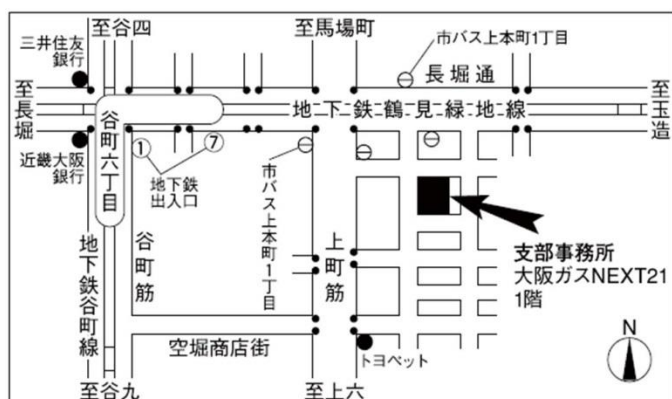 至谷四
至馬場町
市バス上本町1丁目
三井住友
銀行
長堀通
至長堀
地下鉄鶴見緑地線
至玉造
谷町六丁目
①
⑦
近畿大阪
銀行
地下鉄
出入口
市バス上本町1丁目
地下鉄谷町線
谷町筋
上町筋
支部事務所
大阪ガスNEXT21
1階
空堀商店街
トヨペット
N
至谷九
至上六